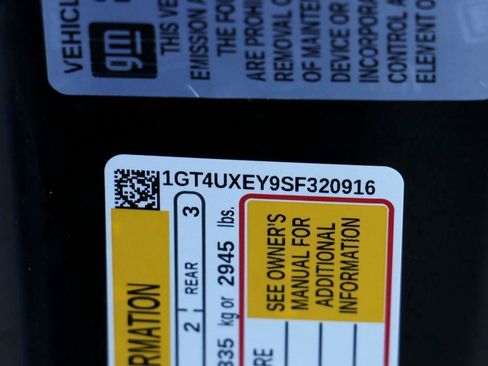 VEHICL
gm
THIS VE
EMISSION
THE FO
ARE PROHI
REMOVAL O
OF MAINTE
DEVICE OR
INCORPORA
CONTROL A
ELEVENT O
1GT4UXEY9SF320916
RMATION
2 REAR 3
335 kg or 2945 lbs.
SEE OWNER'S
MANUAL FOR
ADDITIONAL
INFORMATION
RE